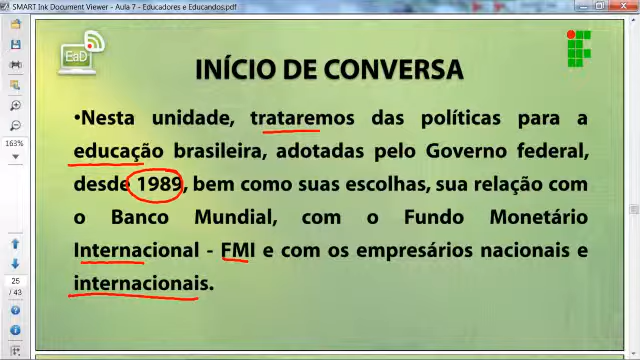 SMART Ink Document Viewer - Aula 7 - Educadores e Educandos.pdf
EaD
INÍCIO DE CONVERSA
•Nesta unidade, trataremos das políticas para a
educação brasileira, adotadas pelo Governo federal,
desde 1989, bem como suas escolhas, sua relação com
o Banco Mundial, com o Fundo Monetário
Internacional - FMI e com os empresários nacionais e
internacionais.
163%
25
/ 43